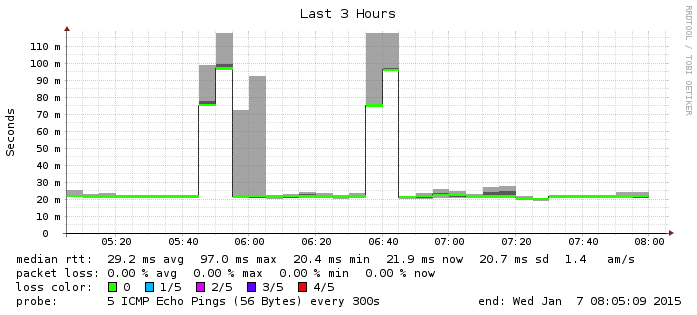 Last 3 Hours
RRDTOOL / TOBI OETIKER
Seconds
110 m
100 m
90 m
80 m
70 m
60 m
50 m
40 m
30 m
20 m
10 m
0
05:20 05:40 06:00 06:20 06:40 07:00 07:20 07:40 08:00
median rtt: 29.2 ms avg 97.0 ms max 20.4 ms min 21.9 ms now 20.7 ms sd 1.4 am/s
packet loss: 0.00 % avg 0.00 % max 0.00 % min 0.00 % now
loss color: 0 1/5 2/5 3/5 4/5
probe: 5 ICMP Echo Pings (56 Bytes) every 300s end: Wed Jan 7 08:05:09 2015